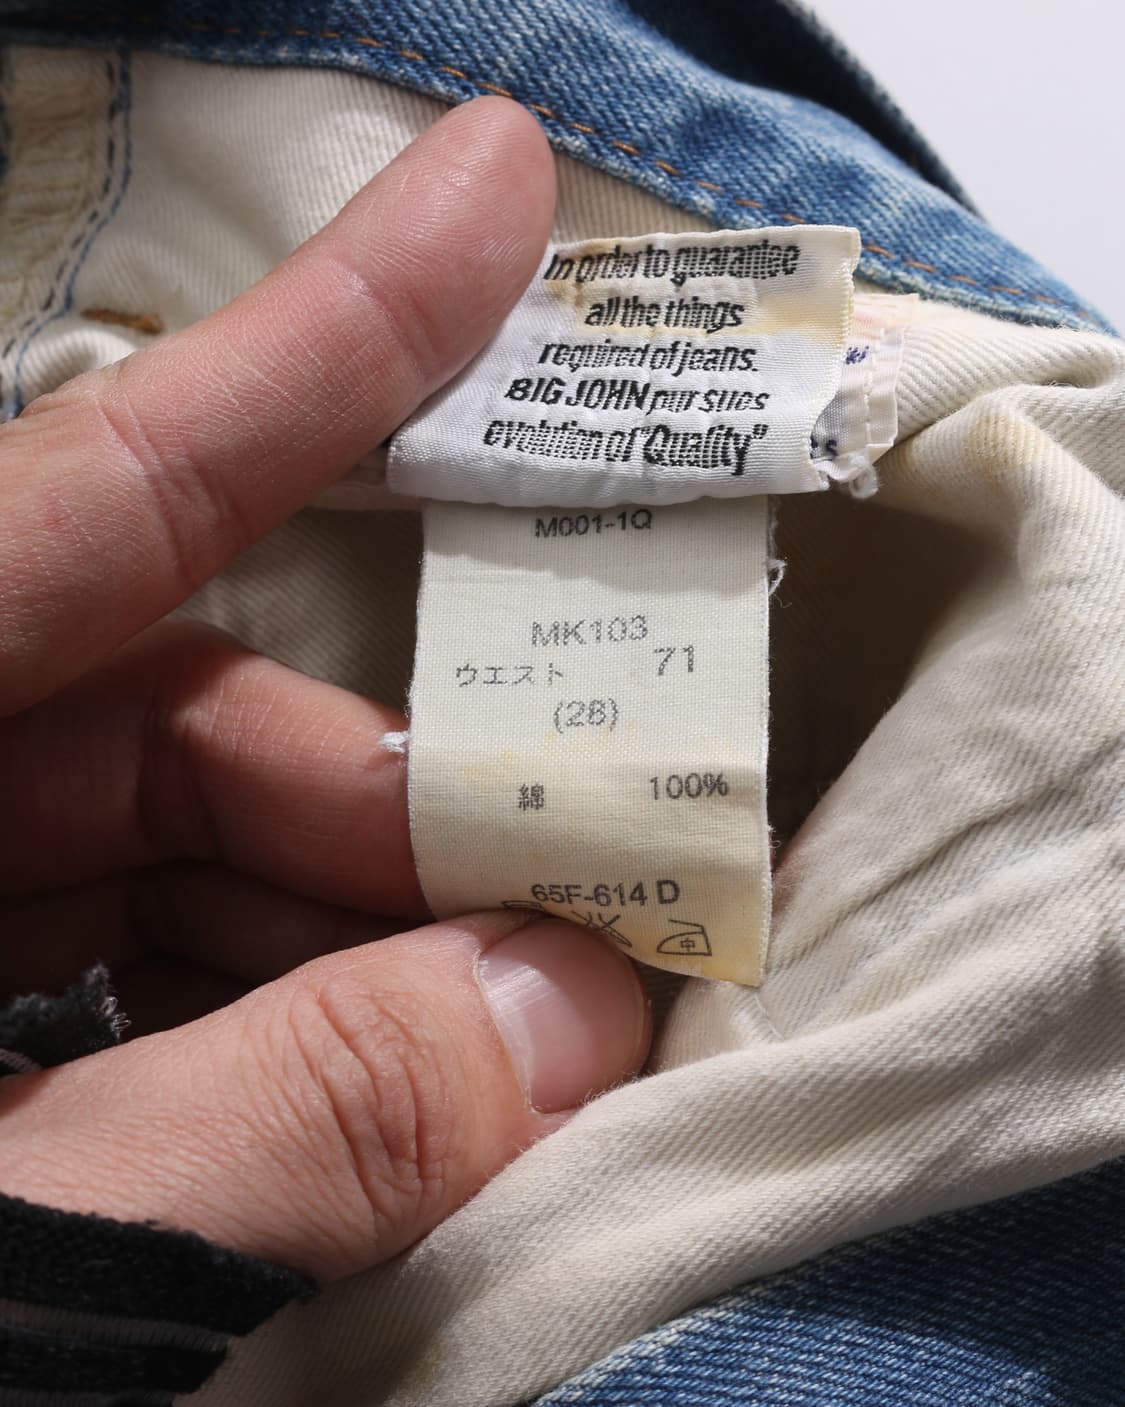 In order to guarantee
all the things
required of jeans.
BIG JOHN pursues
evolution of "Quality"
M001-1Q
MK103
ウエスト 71
(28)
綿 100%
65F-614 D
中